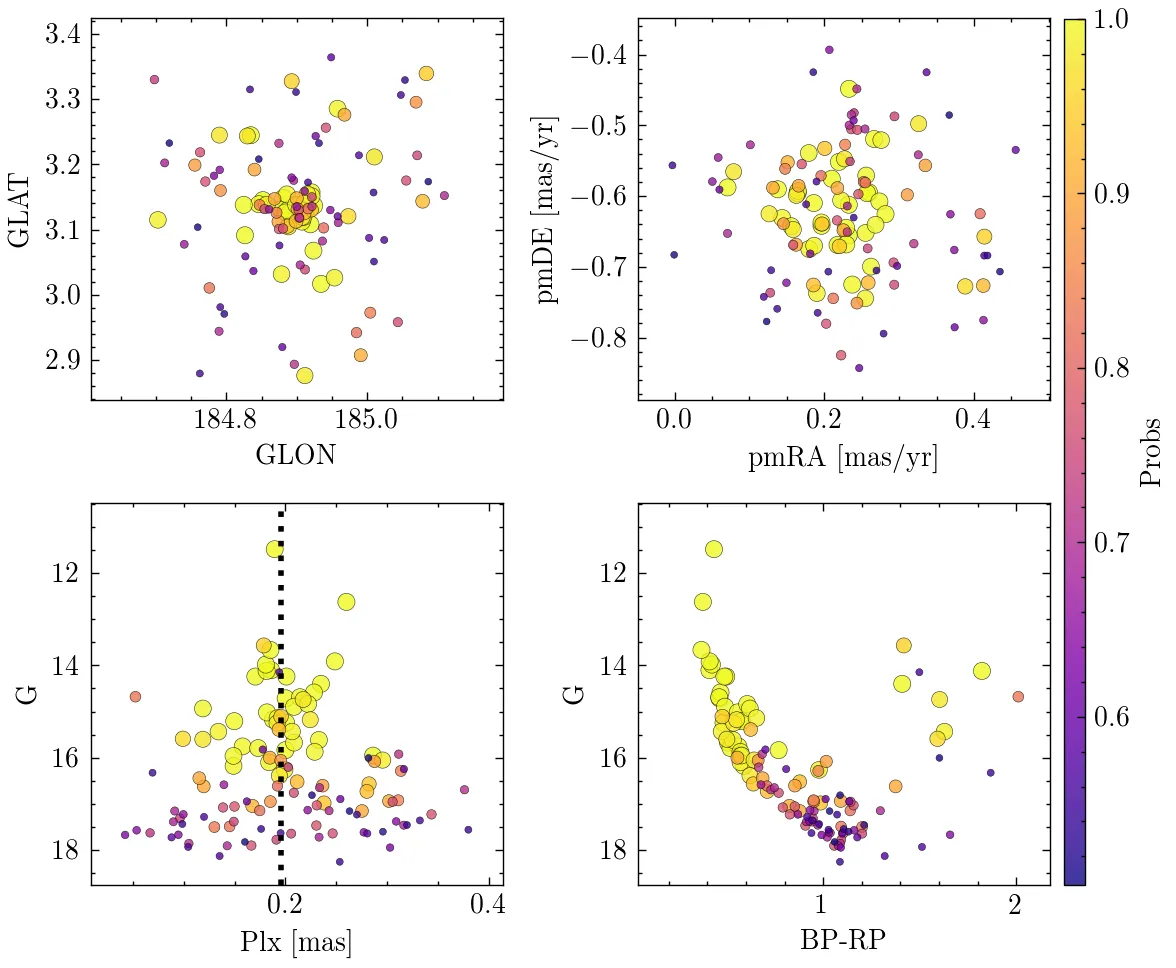 3.4
3.3
3.2
3.1
3.0
2.9
GLAT
184.8 185.0
GLON
−0.4
−0.5
−0.6
−0.7
−0.8
pmDE [mas/yr]
0.0 0.2 0.4
pmRA [mas/yr]
12
14
16
18
G
0.2 0.4
Plx [mas]
12
14
16
18
G
1 2
BP-RP
1.0
0.9
0.8
0.7
0.6
Probs